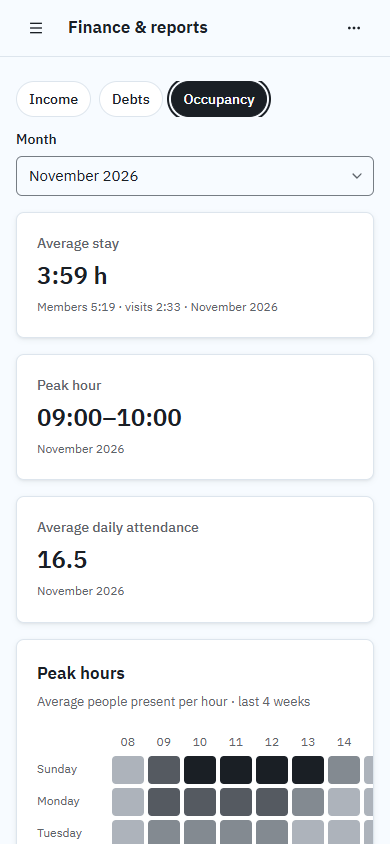 Finance & reports
Income Debts Occupancy
Month
November 2026
Average stay
3:59 h
Members 5:19 · visits 2:33 · November 2026
Peak hour
09:00–10:00
November 2026
Average daily attendance
16.5
November 2026
Peak hours
Average people present per hour · last 4 weeks
08 09 10 11 12 13 14
Sunday
Monday
Tuesday